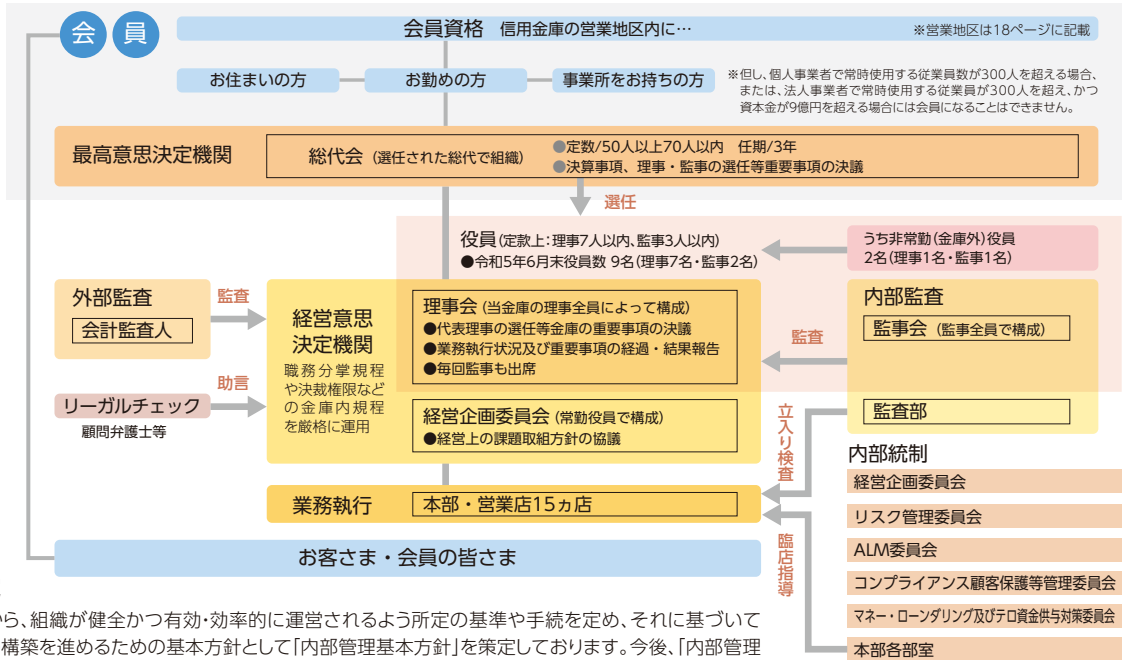 会員
会員資格 信用金庫の営業地区内に…
※営業地区は18ページに記載
お住まいの方
お勤めの方
事業所をお持ちの方
※但し、個人事業者で常時使用する従業員数が300人を超える場合、
または、法人事業者で常時使用する従業員が300人を超え、かつ
資本金が9億円を超える場合には会員になることはできません。
最高意思決定機関
総代会（選任された総代で組織）
●定数/50人以上70人以内 任期/3年
●決算事項、理事・監事の選任等重要事項の決議
選任
役員(定款上：理事7人以内、監事3人以内)
●令和5年6月末役員数 9名(理事7名・監事2名)
うち非常勤(金庫外)役員
2名(理事1名・監事1名)
外部監査
会計監査人
監査
リーガルチェック
顧問弁護士等
助言
経営意思
決定機関
職務分掌規程
や決裁権限など
の金庫内規程
を厳格に運用
理事会（当金庫の理事全員によって構成）
●代表理事の選任等金庫の重要事項の決議
●業務執行状況及び重要事項の経過・結果報告
●毎回監事も出席
経営企画委員会（常勤役員で構成）
●経営上の課題取組方針の協議
監査
内部監査
監事会（監事全員で構成）
監査部
立入り検査
業務執行
本部・営業店15ヵ店
臨店指導
内部統制
経営企画委員会
リスク管理委員会
ALM委員会
コンプライアンス顧客保護等管理委員会
マネー・ローンダリング及びテロ資金供与対策委員会
本部各部室
お客さま・会員の皆さま
から、組織が健全かつ有効・効率的に運営されるよう所定の基準や手続を定め、それに基づいて
構築を進めるための基本方針として「内部管理基本方針」を策定しております。今後、「内部管理